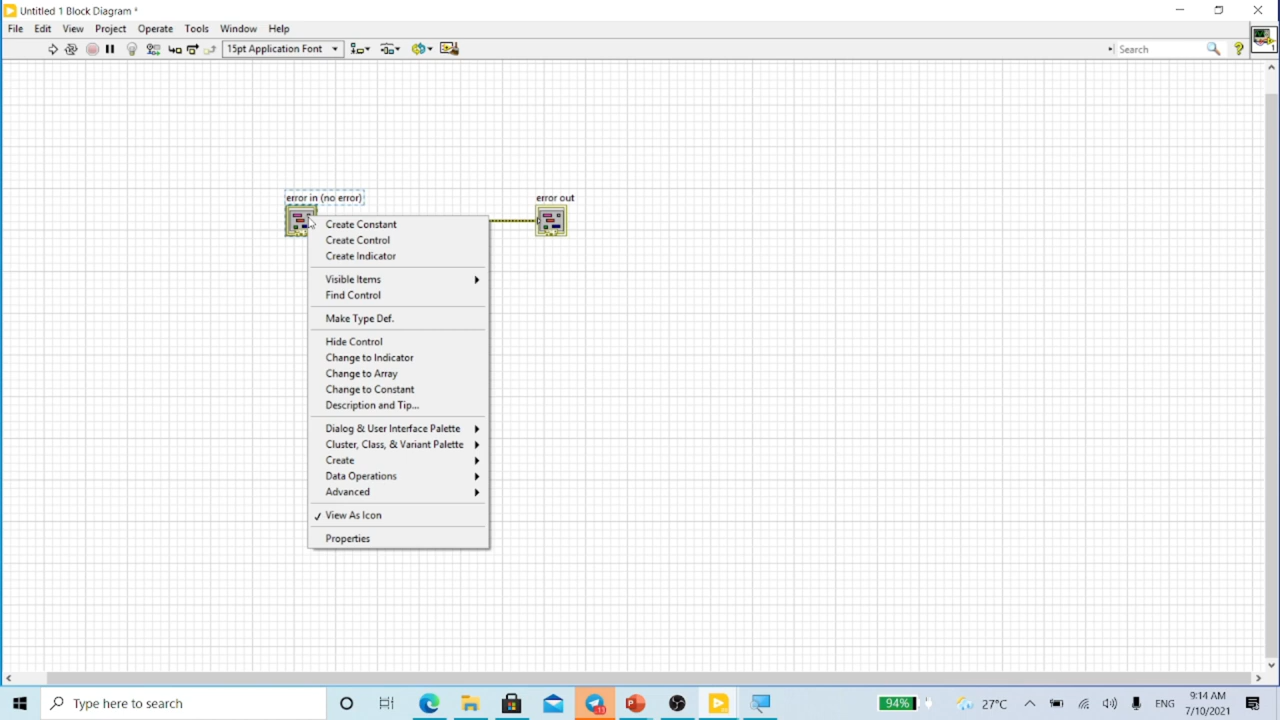 Untitled 1 Block Diagram *
File Edit View Project Operate Tools Window Help
15pt Application Font Search
error in (no error) error out
Create Constant
Create Control
Create Indicator
Visible Items
Find Control
Make Type Def.
Hide Control
Change to Indicator
Change to Array
Change to Constant
Description and Tip...
Dialog & User Interface Palette
Cluster, Class, & Variant Palette
Create
Data Operations
Advanced
View As Icon
Properties
Type here to search 94% 27°C ENG 9:14 AM
7/10/2021